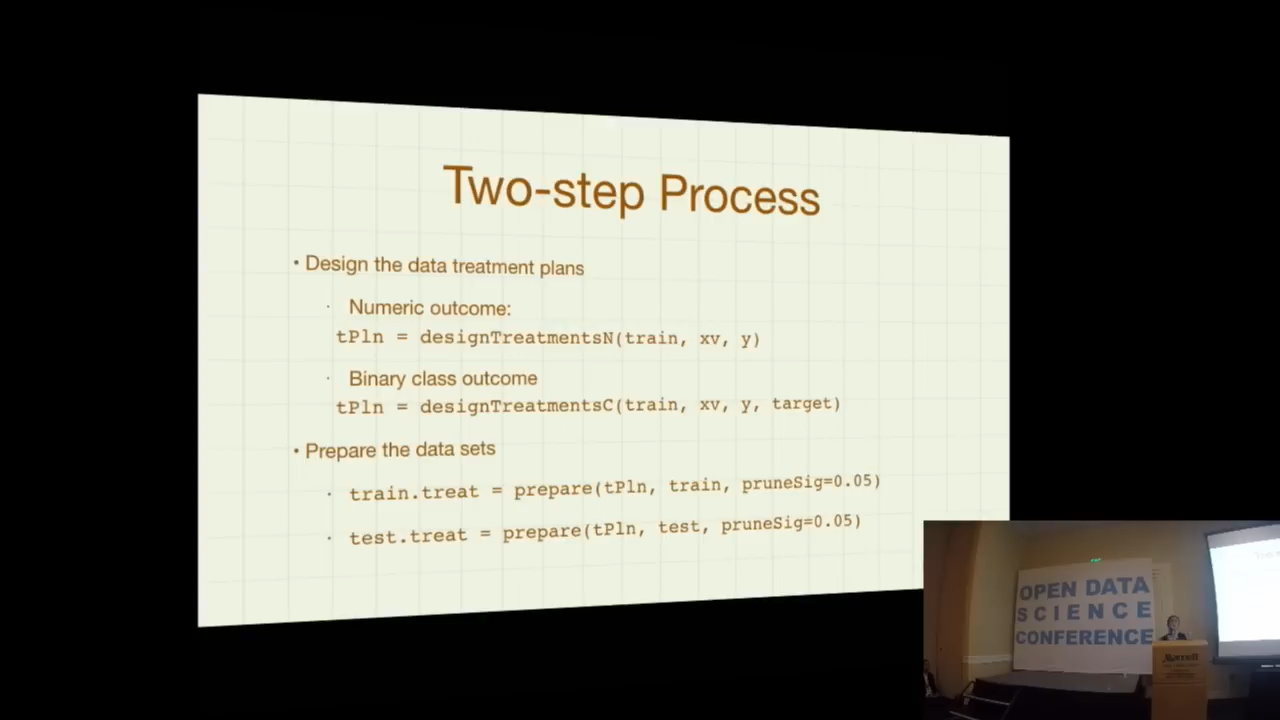 Two-step Process
• Design the data treatment plans
· Numeric outcome:
tPln = designTreatmentsN(train, xv, y)
· Binary class outcome
tPln = designTreatmentsC(train, xv, y, target)
• Prepare the data sets
· train.treat = prepare(tPln, train, pruneSig=0.05)
· test.treat = prepare(tPln, test, pruneSig=0.05)
OPEN DATA
SCIENCE
CONFERENCE
Marriott